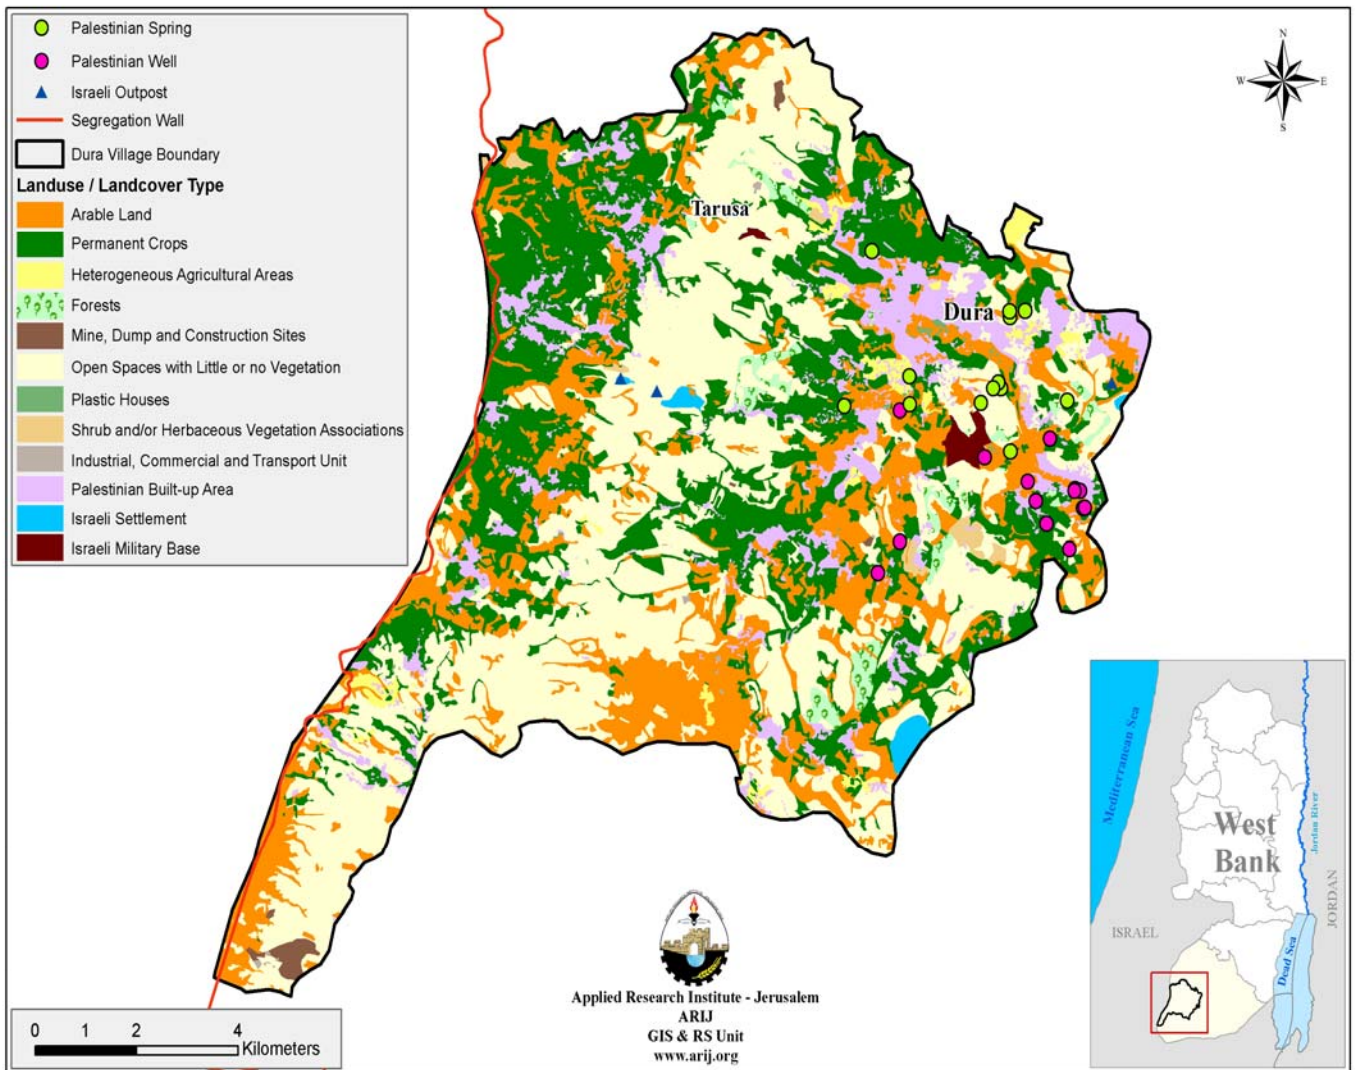 Palestinian Spring
Palestinian Well
Israeli Outpost
Segregation Wall
Dura Village Boundary
Landuse / Landcover Type
Arable Land
Permanent Crops
Heterogeneous Agricultural Areas
Forests
Mine, Dump and Construction Sites
Open Spaces with Little or no Vegetation
Plastic Houses
Shrub and/or Herbaceous Vegetation Associations
Industrial, Commercial and Transport Unit
Palestinian Built-up Area
Israeli Settlement
Israeli Military Base
N
W
E
S
Tarusa
Dura
Mediterranean Sea
West
Bank
Jordan River
JORDAN
ISRAEL
Dead Sea
Applied Research Institute - Jerusalem
ARIJ
GIS & RS Unit
www.arij.org
0 1 2 4
Kilometers